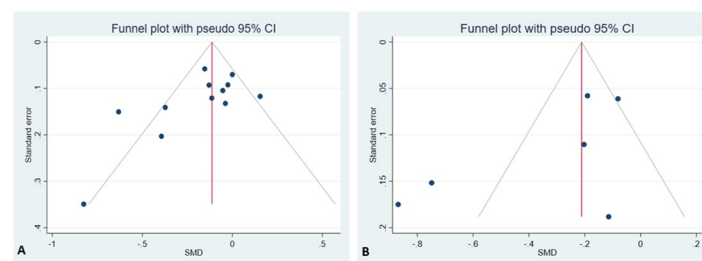 Funnel plot with pseudo 95% CI
0
.1
.2
.3
.4
Standard error
-1
-.5
0
.5
SMD
A
Funnel plot with pseudo 95% CI
0
.05
.1
.15
.2
Standard error
-.8
-.6
-.4
-.2
0
.2
SMD
B